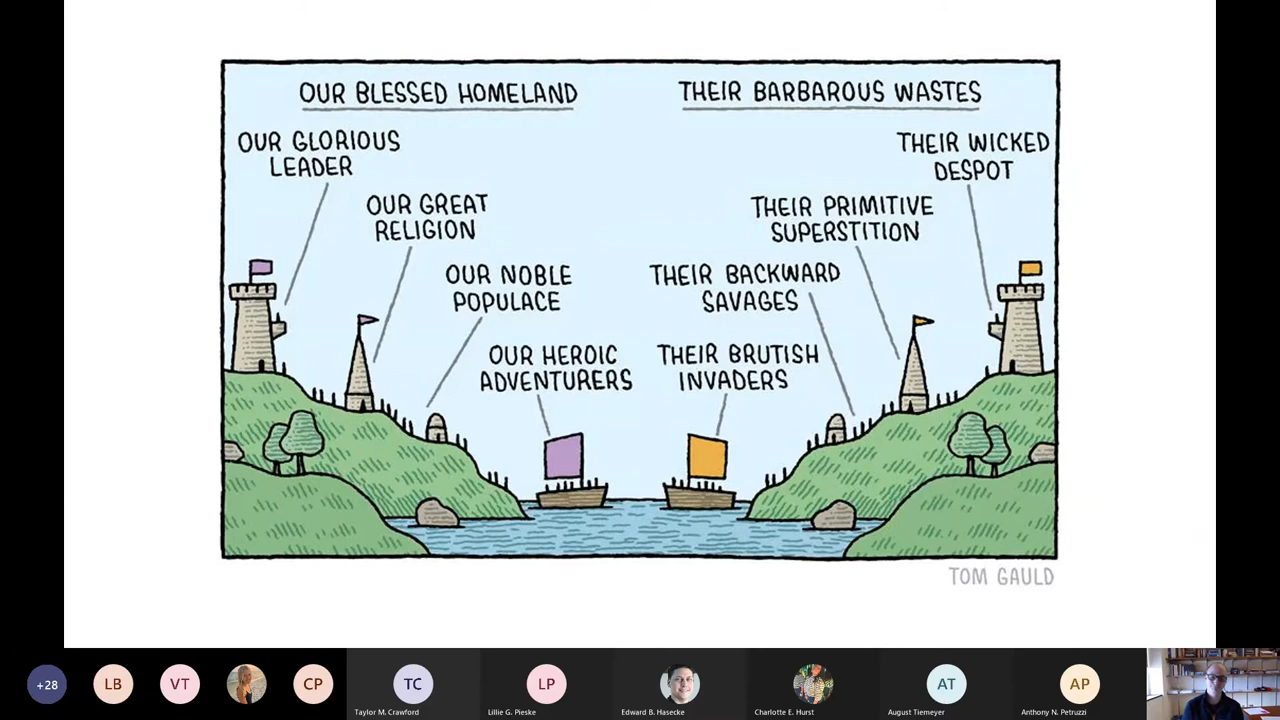 OUR BLESSED HOMELAND
THEIR BARBAROUS WASTES
OUR GLORIOUS
LEADER
THEIR WICKED
DESPOT
OUR GREAT
RELIGION
THEIR PRIMITIVE
SUPERSTITION
OUR NOBLE
POPULACE
THEIR BACKWARD
SAVAGES
OUR HEROIC
ADVENTURERS
THEIR BRUTISH
INVADERS
TOM GAULD
+28
LB
VT
CP
TC
LP
AT
AP
Taylor M. Crawford
Lillie G. Pieske
Edward B. Hasecke
Charlotte E. Hurst
August Tiemeyer
Anthony N. Petruzzi